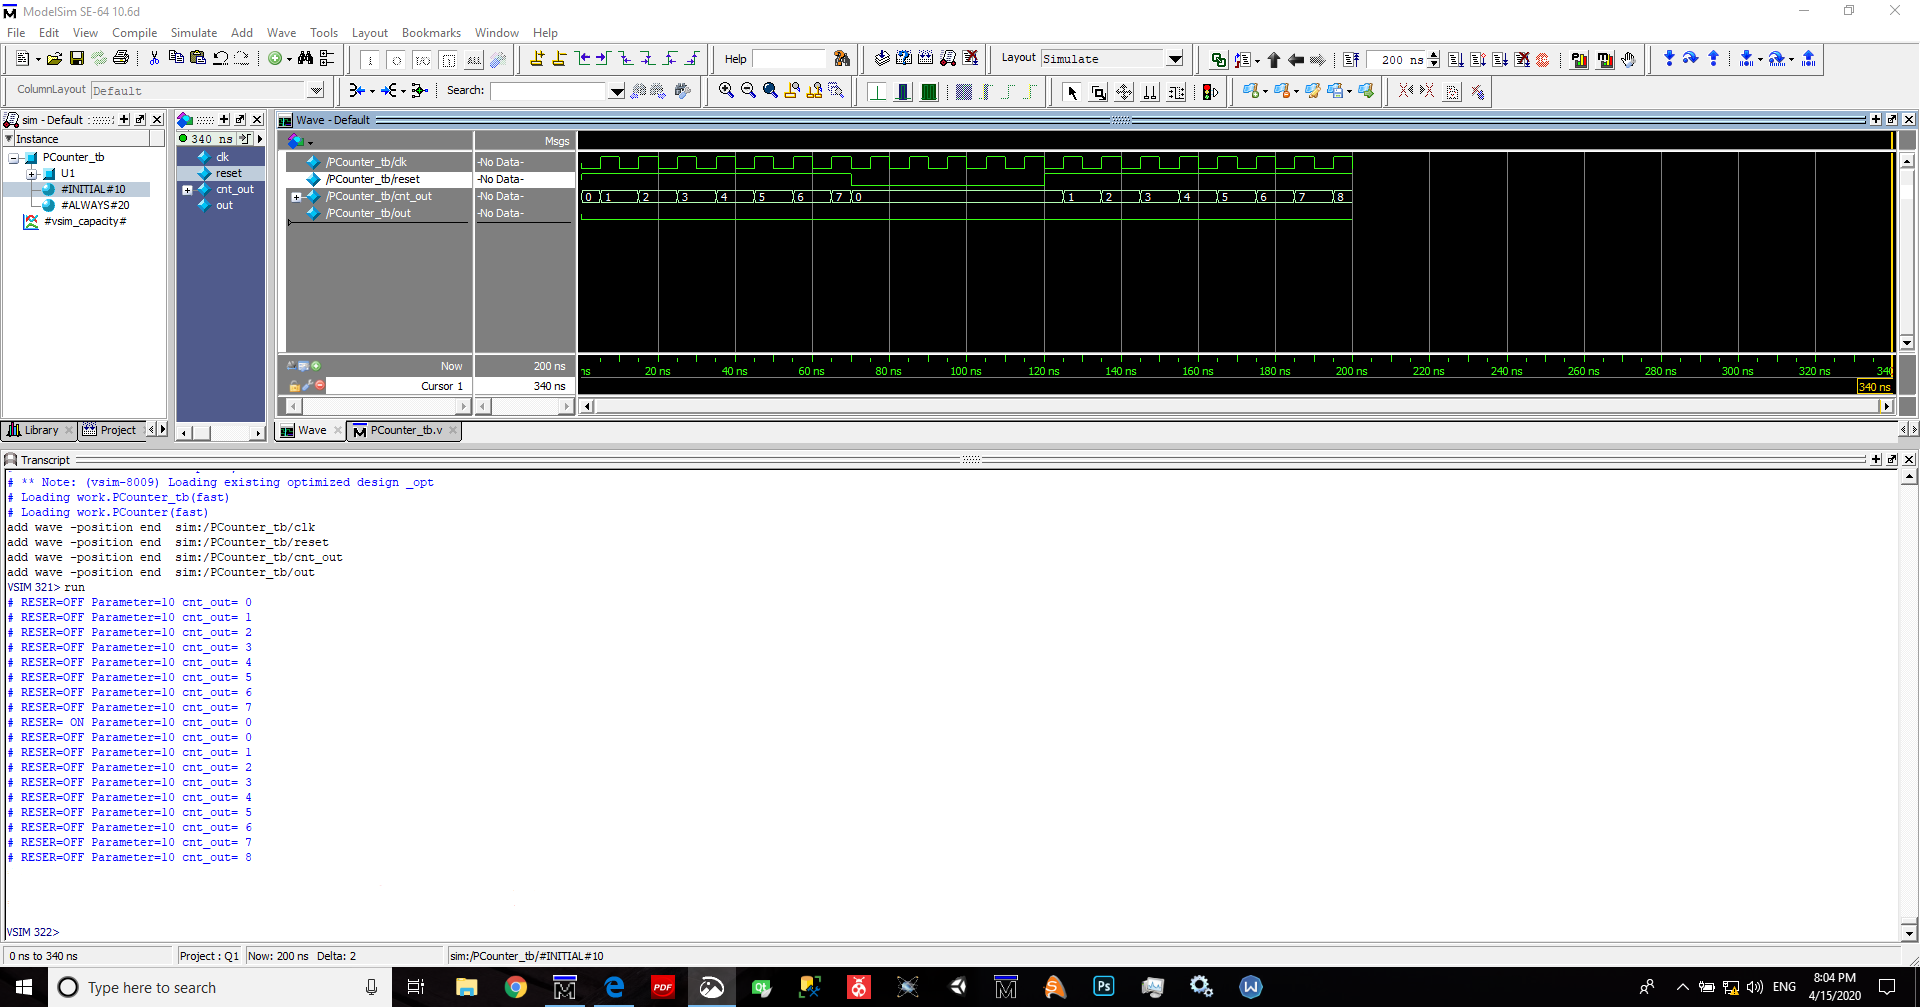 ModelSim SE-64 10.6d
File Edit View Compile Simulate Add Wave Tools Layout Bookmarks Window Help
Help Layout Simulate 200 ns
ColumnLayout Default Search:
sim - Default
Instance
PCounter_tb
U1
#INITIAL#10
#ALWAYS#20
#vsim_capacity#
Library Project
340 ns
clk
reset
cnt_out
out
Wave - Default
Msgs
/PCounter_tb/clk -No Data-
/PCounter_tb/reset -No Data-
/PCounter_tb/cnt_out -No Data- 0 1 2 3 4 5 6 7 0 1 2 3 4 5 6 7 8
/PCounter_tb/out -No Data-
Now 200 ns ns 20 ns 40 ns 60 ns 80 ns 100 ns 120 ns 140 ns 160 ns 180 ns 200 ns 220 ns 240 ns 260 ns 280 ns 300 ns 320 ns 340
Cursor 1 340 ns 340 ns
Wave PCounter_tb.v
Transcript
# ** Note: (vsim-8009) Loading existing optimized design _opt
# Loading work.PCounter_tb(fast)
# Loading work.PCounter(fast)
add wave -position end  sim:/PCounter_tb/clk
add wave -position end  sim:/PCounter_tb/reset
add wave -position end  sim:/PCounter_tb/cnt_out
add wave -position end  sim:/PCounter_tb/out
VSIM 321> run
# RESER=OFF Parameter=10 cnt_out= 0
# RESER=OFF Parameter=10 cnt_out= 1
# RESER=OFF Parameter=10 cnt_out= 2
# RESER=OFF Parameter=10 cnt_out= 3
# RESER=OFF Parameter=10 cnt_out= 4
# RESER=OFF Parameter=10 cnt_out= 5
# RESER=OFF Parameter=10 cnt_out= 6
# RESER=OFF Parameter=10 cnt_out= 7
# RESER= ON Parameter=10 cnt_out= 0
# RESER=OFF Parameter=10 cnt_out= 0
# RESER=OFF Parameter=10 cnt_out= 1
# RESER=OFF Parameter=10 cnt_out= 2
# RESER=OFF Parameter=10 cnt_out= 3
# RESER=OFF Parameter=10 cnt_out= 4
# RESER=OFF Parameter=10 cnt_out= 5
# RESER=OFF Parameter=10 cnt_out= 6
# RESER=OFF Parameter=10 cnt_out= 7
# RESER=OFF Parameter=10 cnt_out= 8
VSIM 322>
0 ns to 340 ns Project : Q1 Now: 200 ns Delta: 2 sim:/PCounter_tb/#INITIAL#10
Type here to search PDF Qt Ps W ENG 8:04 PM
4/15/2020